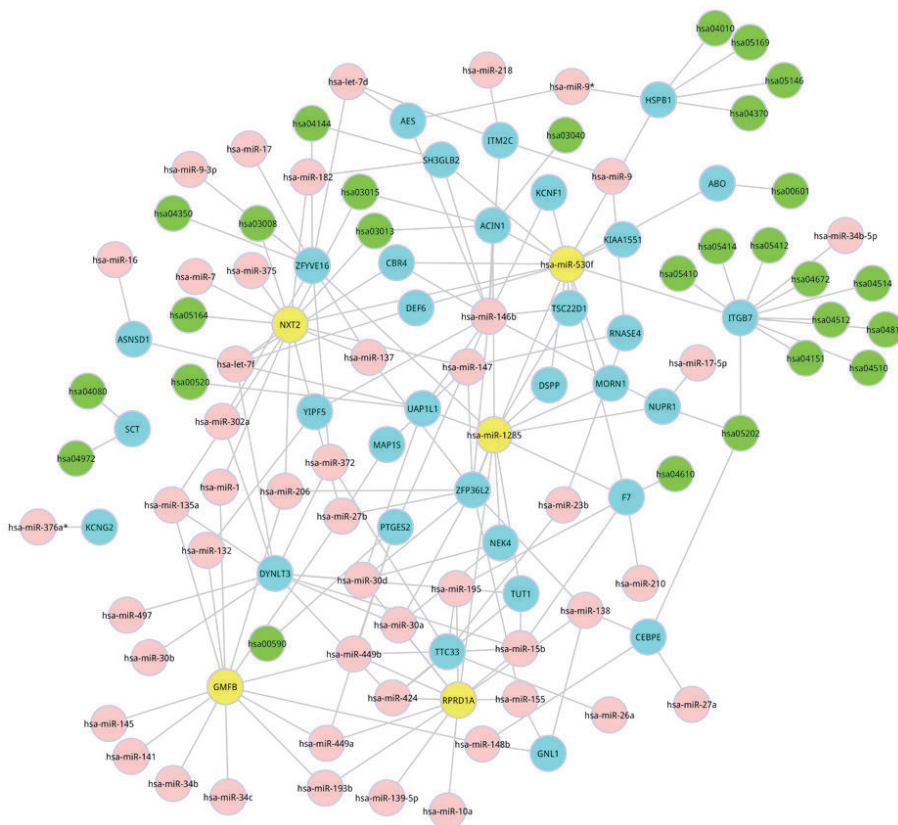 hsa04010
hsa05169
hsa-miR-218
hsa-let-7d
hsa-miR-9*
hsa05146
HSPB1
hsa04370
AES
hsa04144
hsa03040
ITM2C
hsa-miR-17
SH3GLB2
hsa-miR-9-3p
hsa-miR-182
hsa-miR-9
ABO
hsa00601
hsa03015
KCNF1
hsa04350
hsa03008
hsa03013
ACIN1
KIAA1551
hsa-miR-34b-5p
hsa05414
hsa05412
hsa-miR-16
ZFYVE16
CBR4
hsa-miR-530f
hsa05410
hsa04672
hsa04514
hsa-miR-7
hsa-miR-375
DEF6
hsa-miR-146b
TSC22D1
hsa05164
NXT2
ITGB7
hsa04512
hsa0481
ASNSD1
RNASE4
hsa-miR-137
hsa04151
hsa04510
hsa-let-7f
hsa-miR-147
hsa-miR-17-5p
hsa00520
DSPP
MORN1
hsa04080
YIPF5
UAP1L1
NUPR1
hsa-miR-302a
SCT
hsa-miR-1285
hsa05202
MAP1S
hsa04972
hsa-miR-372
hsa04610
hsa-miR-1
hsa-miR-206
ZFP36L2
F7
hsa-miR-135a
hsa-miR-27b
hsa-miR-23b
hsa-miR-376a*
KCNG2
PTGES2
hsa-miR-132
NEK4
DYNLT3
hsa-miR-30d
hsa-miR-195
hsa-miR-210
TUT1
hsa-miR-497
hsa-miR-138
hsa-miR-30a
CEBPE
hsa00590
hsa-miR-30b
hsa-miR-449b
TTC33
hsa-miR-15b
GMFB
hsa-miR-424
RPRD1A
hsa-miR-155
hsa-miR-27a
hsa-miR-26a
hsa-miR-145
hsa-miR-449a
hsa-miR-148b
GNL1
hsa-miR-141
hsa-miR-34b
hsa-miR-193b
hsa-miR-34c
hsa-miR-139-5p
hsa-miR-10a